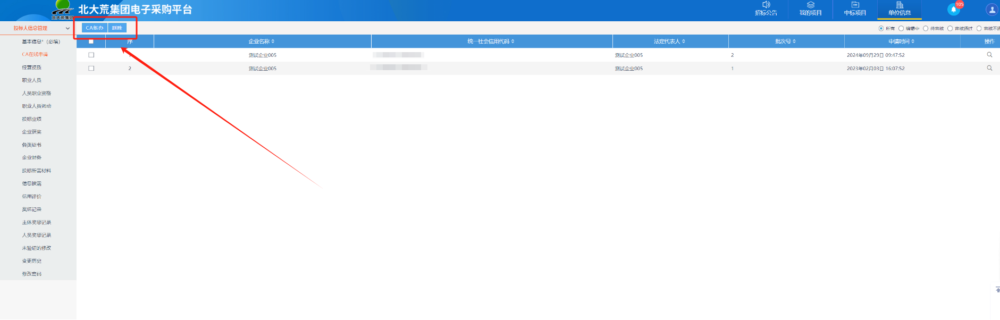 北大荒集团
北大荒集团电子采购平台
招标公告 我的项目 中标项目 单位信息 105
投标人信息管理
CA新办 删除
所有 编辑中 待审核 审核通过 审核不通
基本信息*（必填）
CA在线申请
经营资质
职业人员
人员职业资格
职业人员调动
投标业绩
企业获奖
各类证书
企业财务
投标所需材料
信息披露
信用评价
奖惩记录
主体奖惩记录
人员奖惩记录
未验证的修改
变更历史
修改密码
序 企业名称 统一社会信用代码 法定代表人 批次号 申请时间 操作
1 测试企业005 测试企业005 2 2024年09月29日 09:47:52
2 测试企业005 测试企业005 1 2023年02月03日 16:07:52